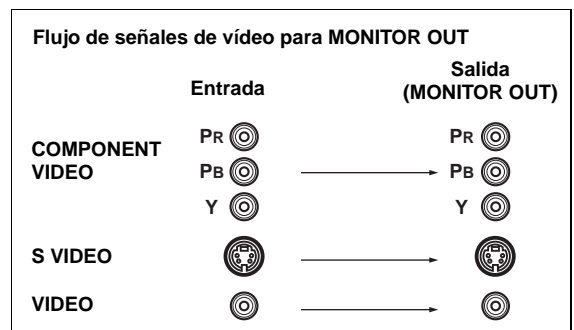 Flujo de señales de vídeo para MONITOR OUT
Entrada
Salida
(MONITOR OUT)
COMPONENT
VIDEO
PR
PR
PB
PB
Y
Y
S VIDEO
VIDEO